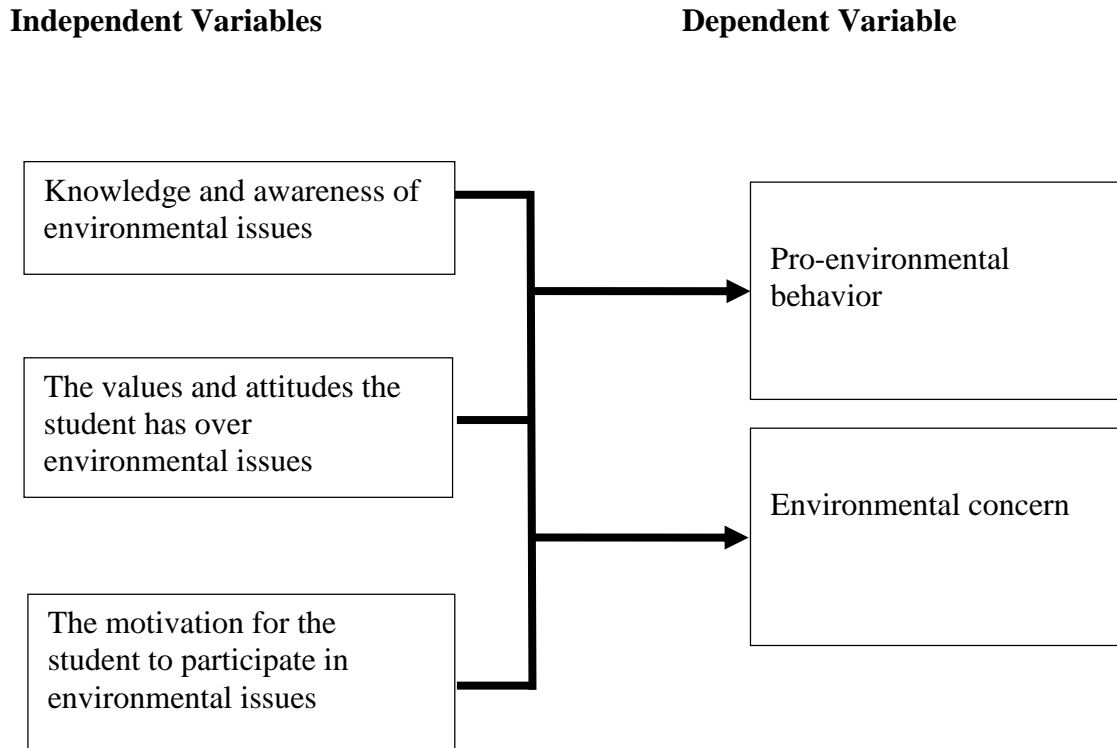 Independent Variables
Dependent Variable
Knowledge and awareness of
environmental issues
The values and attitudes the
student has over
environmental issues
The motivation for the
student to participate in
environmental issues
Pro-environmental
behavior
Environmental concern